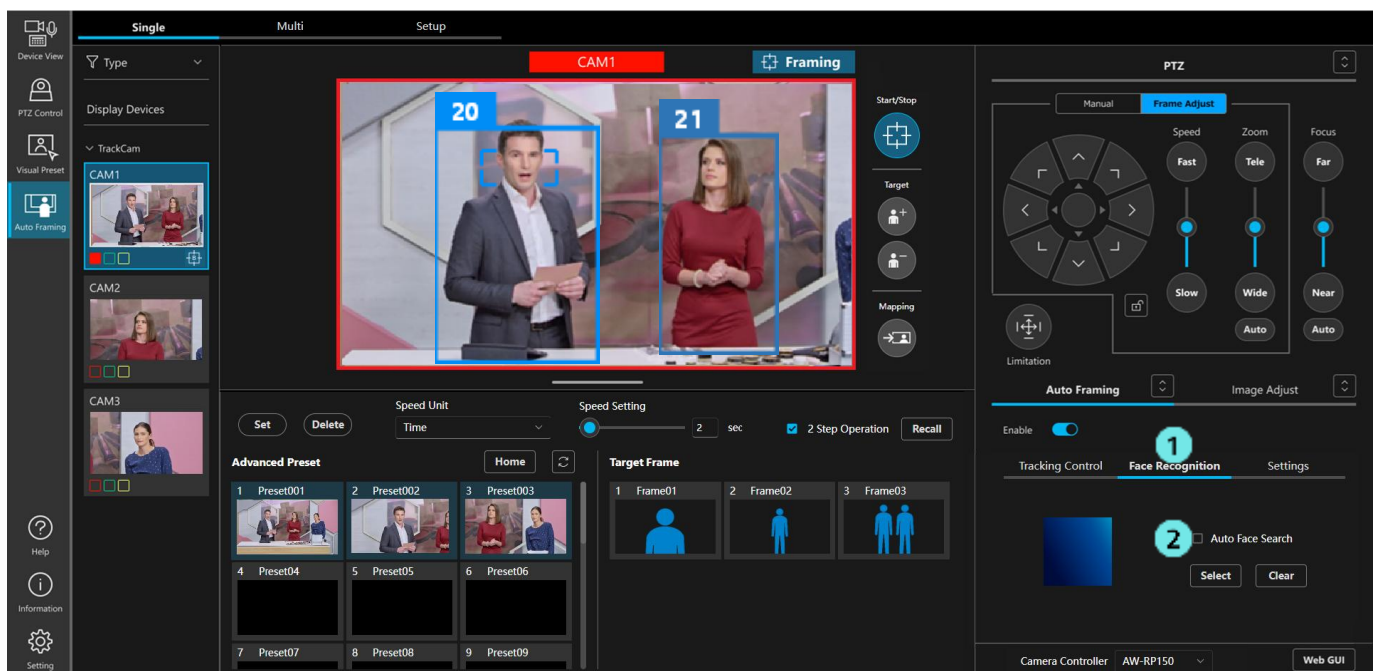 Single
Multi
Setup
Device View
PTZ Control
Visual Preset
Auto Framing
Help
Information
Setting
Type
Display Devices
TrackCam
CAM1
CAM2
CAM3
CAM1
Framing
20
21
Start/Stop
Target
Mapping
Set
Delete
Speed Unit
Time
Speed Setting
2 sec
2 Step Operation
Recall
Advanced Preset
Home
1 Preset001
2 Preset002
3 Preset003
4 Preset04
5 Preset05
6 Preset06
7 Preset07
8 Preset08
9 Preset09
Target Frame
1 Frame01
2 Frame02
3 Frame03
PTZ
Manual
Frame Adjust
Speed
Zoom
Focus
Fast
Tele
Far
Slow
Wide
Near
Auto
Auto
Limitation
Auto Framing
Image Adjust
Enable
1
Tracking Control
Face Recognition
Settings
2
Auto Face Search
Select
Clear
Camera Controller
AW-RP150
Web GUI